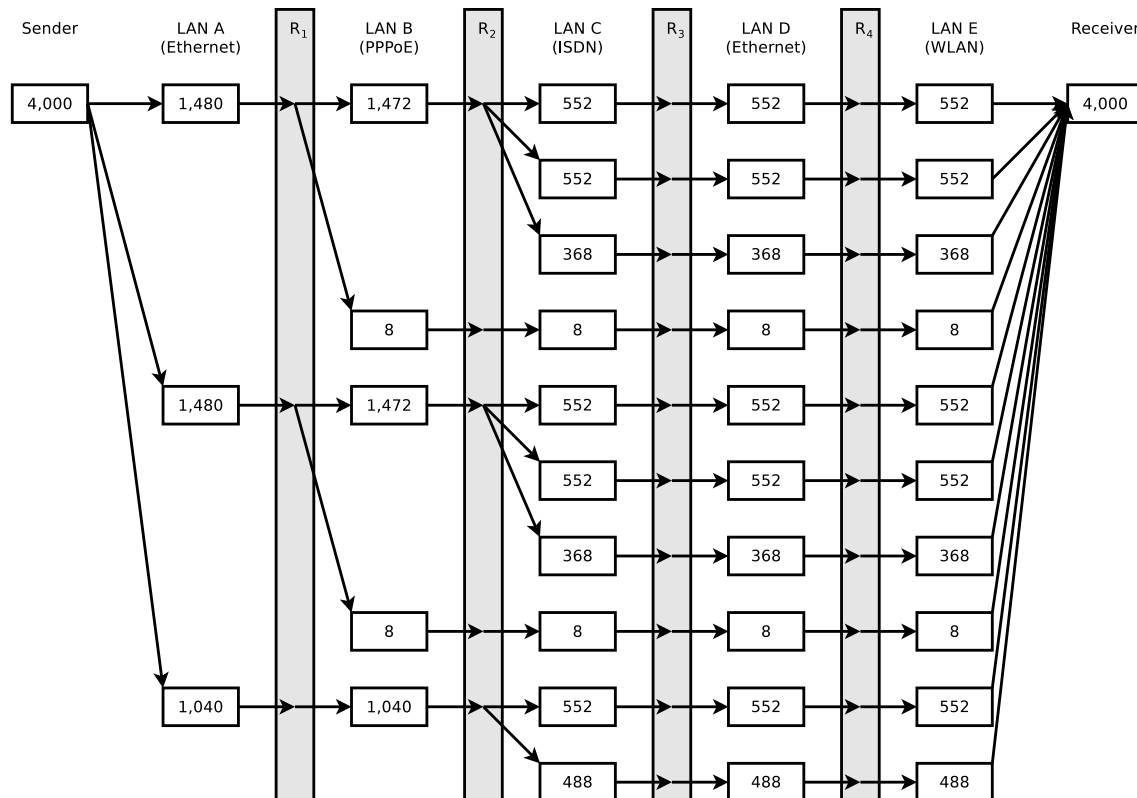 Sender LAN A R1 LAN B R2 LAN C R3 LAN D R4 LAN E Receiver
(Ethernet) (PPPoE) (ISDN) (Ethernet) (WLAN)
4,000 1,480 1,472 552 552 552 4,000
552 552 552
368 368 368
8 8 8 8
1,480 1,472 552 552 552
552 552 552
368 368 368
8 8 8 8
1,040 1,040 552 552 552
488 488 488